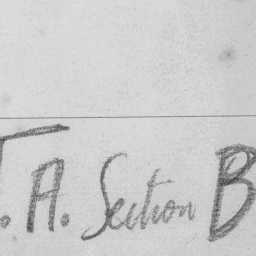 T. A. Section B